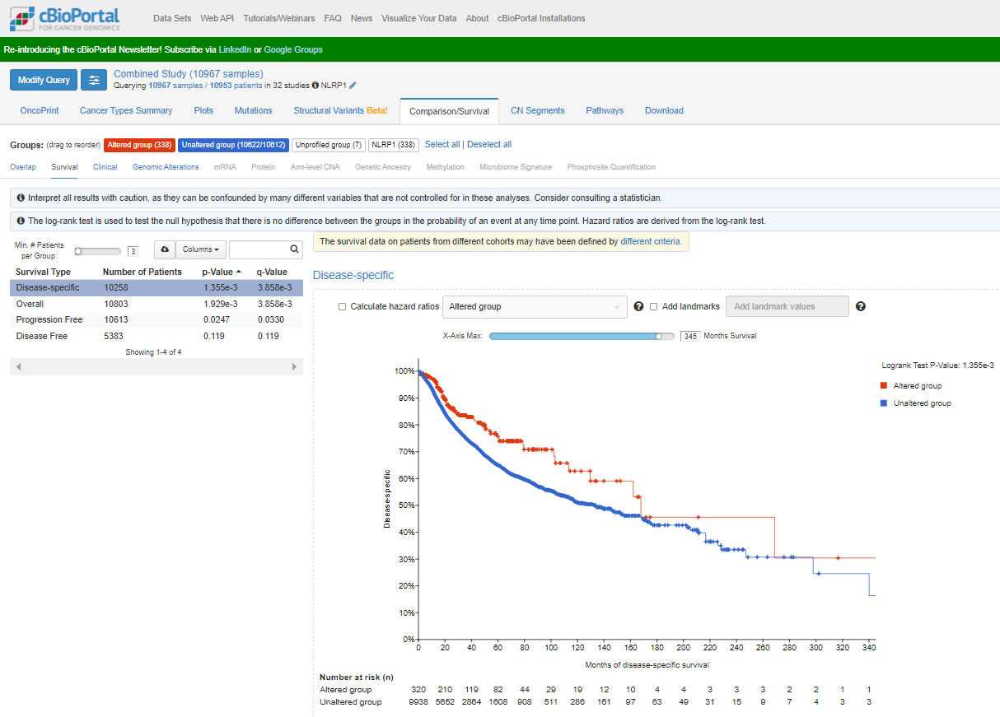 cBioPortal
FOR CANCER GENOMICS
Data Sets Web API Tutorials/Webinars FAQ News Visualize Your Data About cBioPortal Installations
Re-introducing the cBioPortal Newsletter! Subscribe via LinkedIn or Google Groups
Modify Query
Combined Study (10967 samples)
Querying 10967 samples / 10953 patients in 32 studies NLRP1
OncoPrint Cancer Types Summary Plots Mutations Structural Variants Beta! Comparison/Survival CN Segments Pathways Download
Groups: (drag to reorder) Altered group (338) Unaltered group (10622/10612) Unprofiled group (7) NLRP1 (338) Select all | Deselect all
Overlap Survival Clinical Genomic Alterations mRNA Protein Arm-level CNA Genetic Ancestry Methylation Microbiome Signature Phosphosite Quantification
Interpret all results with caution, as they can be confounded by many different variables that are not controlled for in these analyses. Consider consulting a statistician.
The log-rank test is used to test the null hypothesis that there is no difference between the groups in the probability of an event at any time point. Hazard ratios are derived from the log-rank test.
Min. # Patients
per Group:
3
Columns
Survival Type Number of Patients p-Value q-Value
Disease-specific 10258 1.355e-3 3.858e-3
Overall 10803 1.929e-3 3.858e-3
Progression Free 10613 0.0247 0.0330
Disease Free 5383 0.119 0.119
Showing 1-4 of 4
The survival data on patients from different cohorts may have been defined by different criteria.
Disease-specific
Calculate hazard ratios Altered group Add landmarks Add landmark values
X-Axis Max: 345 Months Survival
Logrank Test P-Value: 1.355e-3
Altered group
Unaltered group
100%
90%
80%
70%
60%
50%
40%
30%
20%
10%
0%
Disease-specific
0 20 40 60 80 100 120 140 160 180 200 220 240 260 280 300 320 340
Months of disease-specific survival
Number at risk (n)
Altered group 320 210 119 82 44 29 19 12 10 4 4 3 3 3 2 2 1 1
Unaltered group 9938 5652 2864 1608 908 511 286 161 97 63 49 31 15 9 7 4 3 3